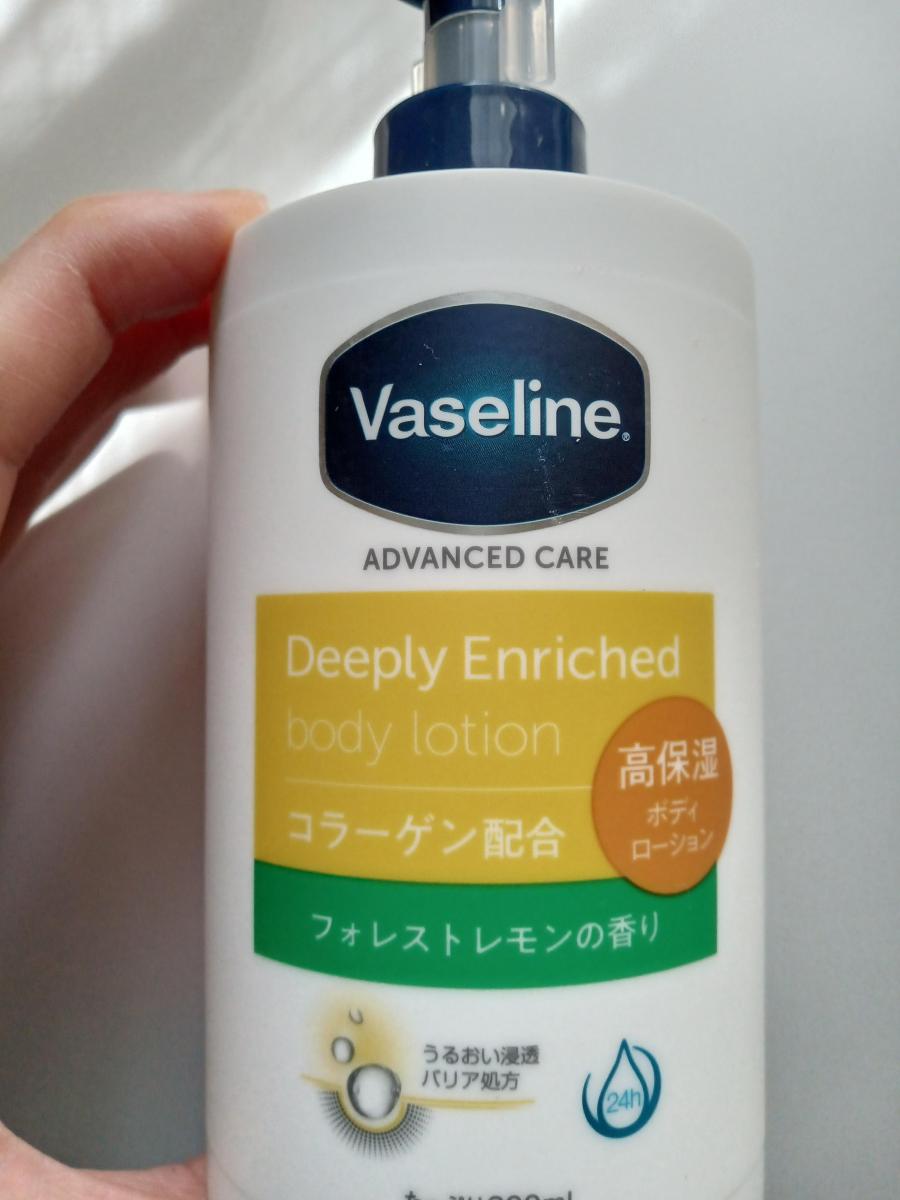 Vaseline®
ADVANCED CARE
Deeply Enriched
body lotion
コラーゲン配合
高保湿
ボディ
ローション
フォレストレモンの香り
うるおい浸透
バリア処方
24h